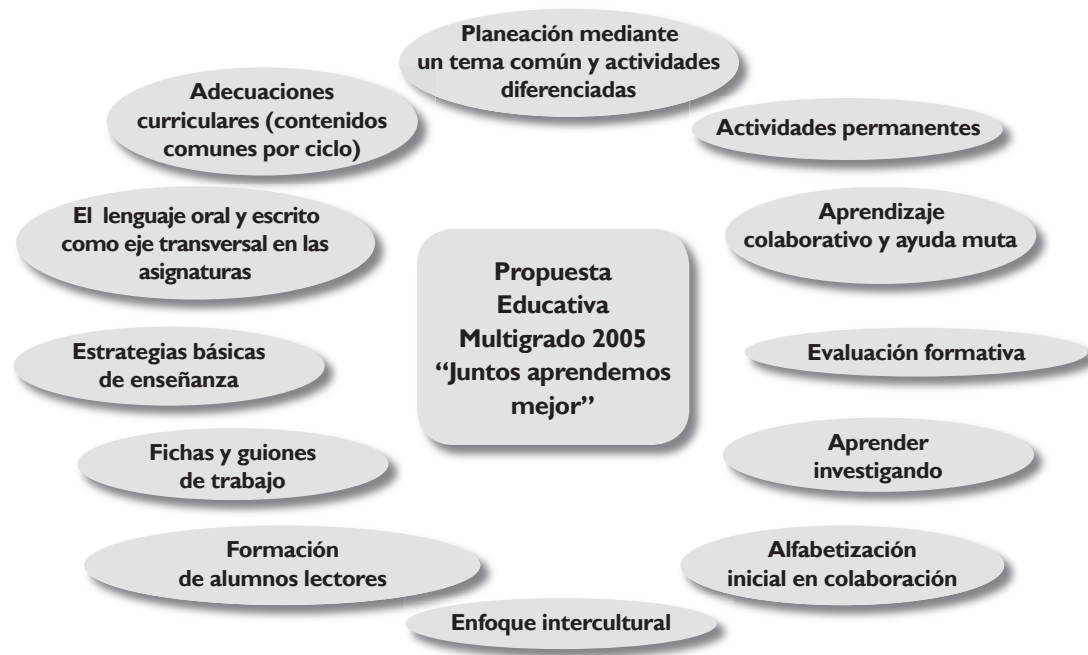 Planeación mediante
un tema común y actividades
diferenciadas
Adecuaciones
curriculares (contenidos
comunes por ciclo)
Actividades permanentes
El lenguaje oral y escrito
como eje transversal en las
asignaturas
Aprendizaje
colaborativo y ayuda muta
Propuesta
Educativa
Multigrado 2005
“Juntos aprendemos
mejor”
Estrategias básicas
de enseñanza
Evaluación formativa
Fichas y guiones
de trabajo
Aprender
investigando
Formación
de alumnos lectores
Alfabetización
inicial en colaboración
Enfoque intercultural